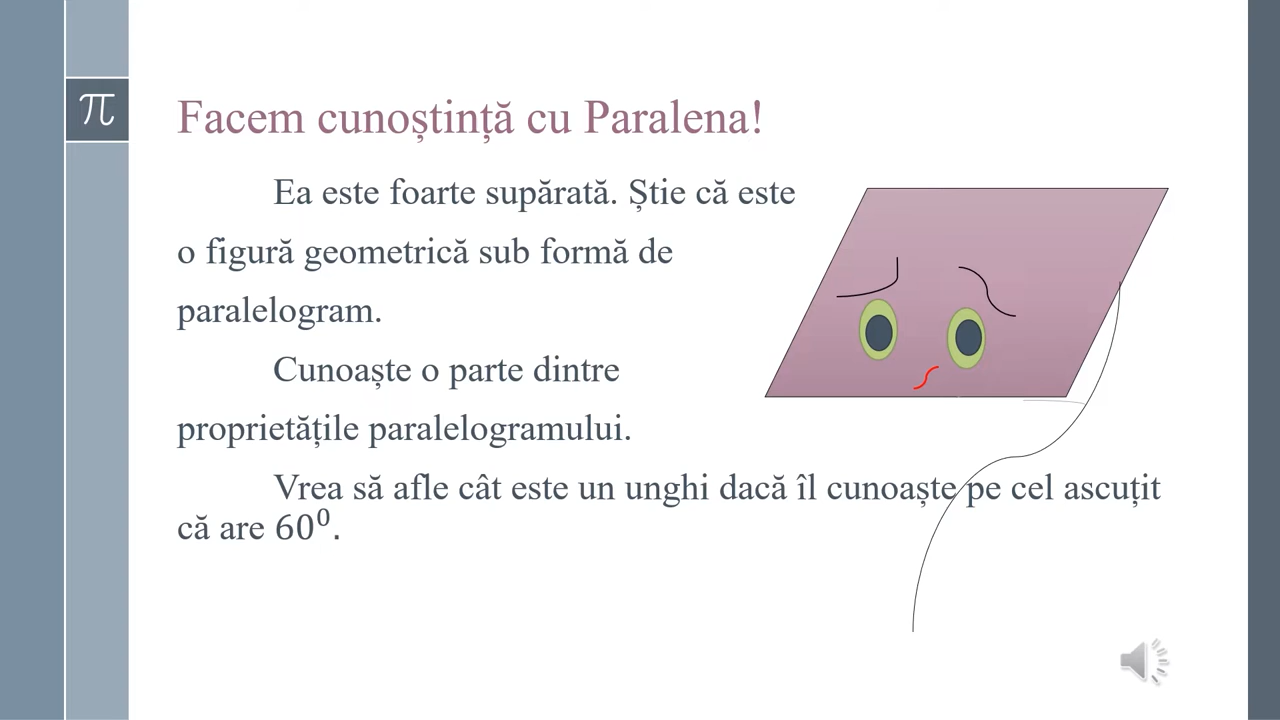 π
Facem cunoștință cu Paralena!
Ea este foarte supărată. Știe că este
o figură geometrică sub formă de
paralelogram.
Cunoaște o parte dintre
proprietățile paralelogramului.
Vrea să afle cât este un unghi dacă îl cunoaște pe cel ascuțit
că are 60⁰.